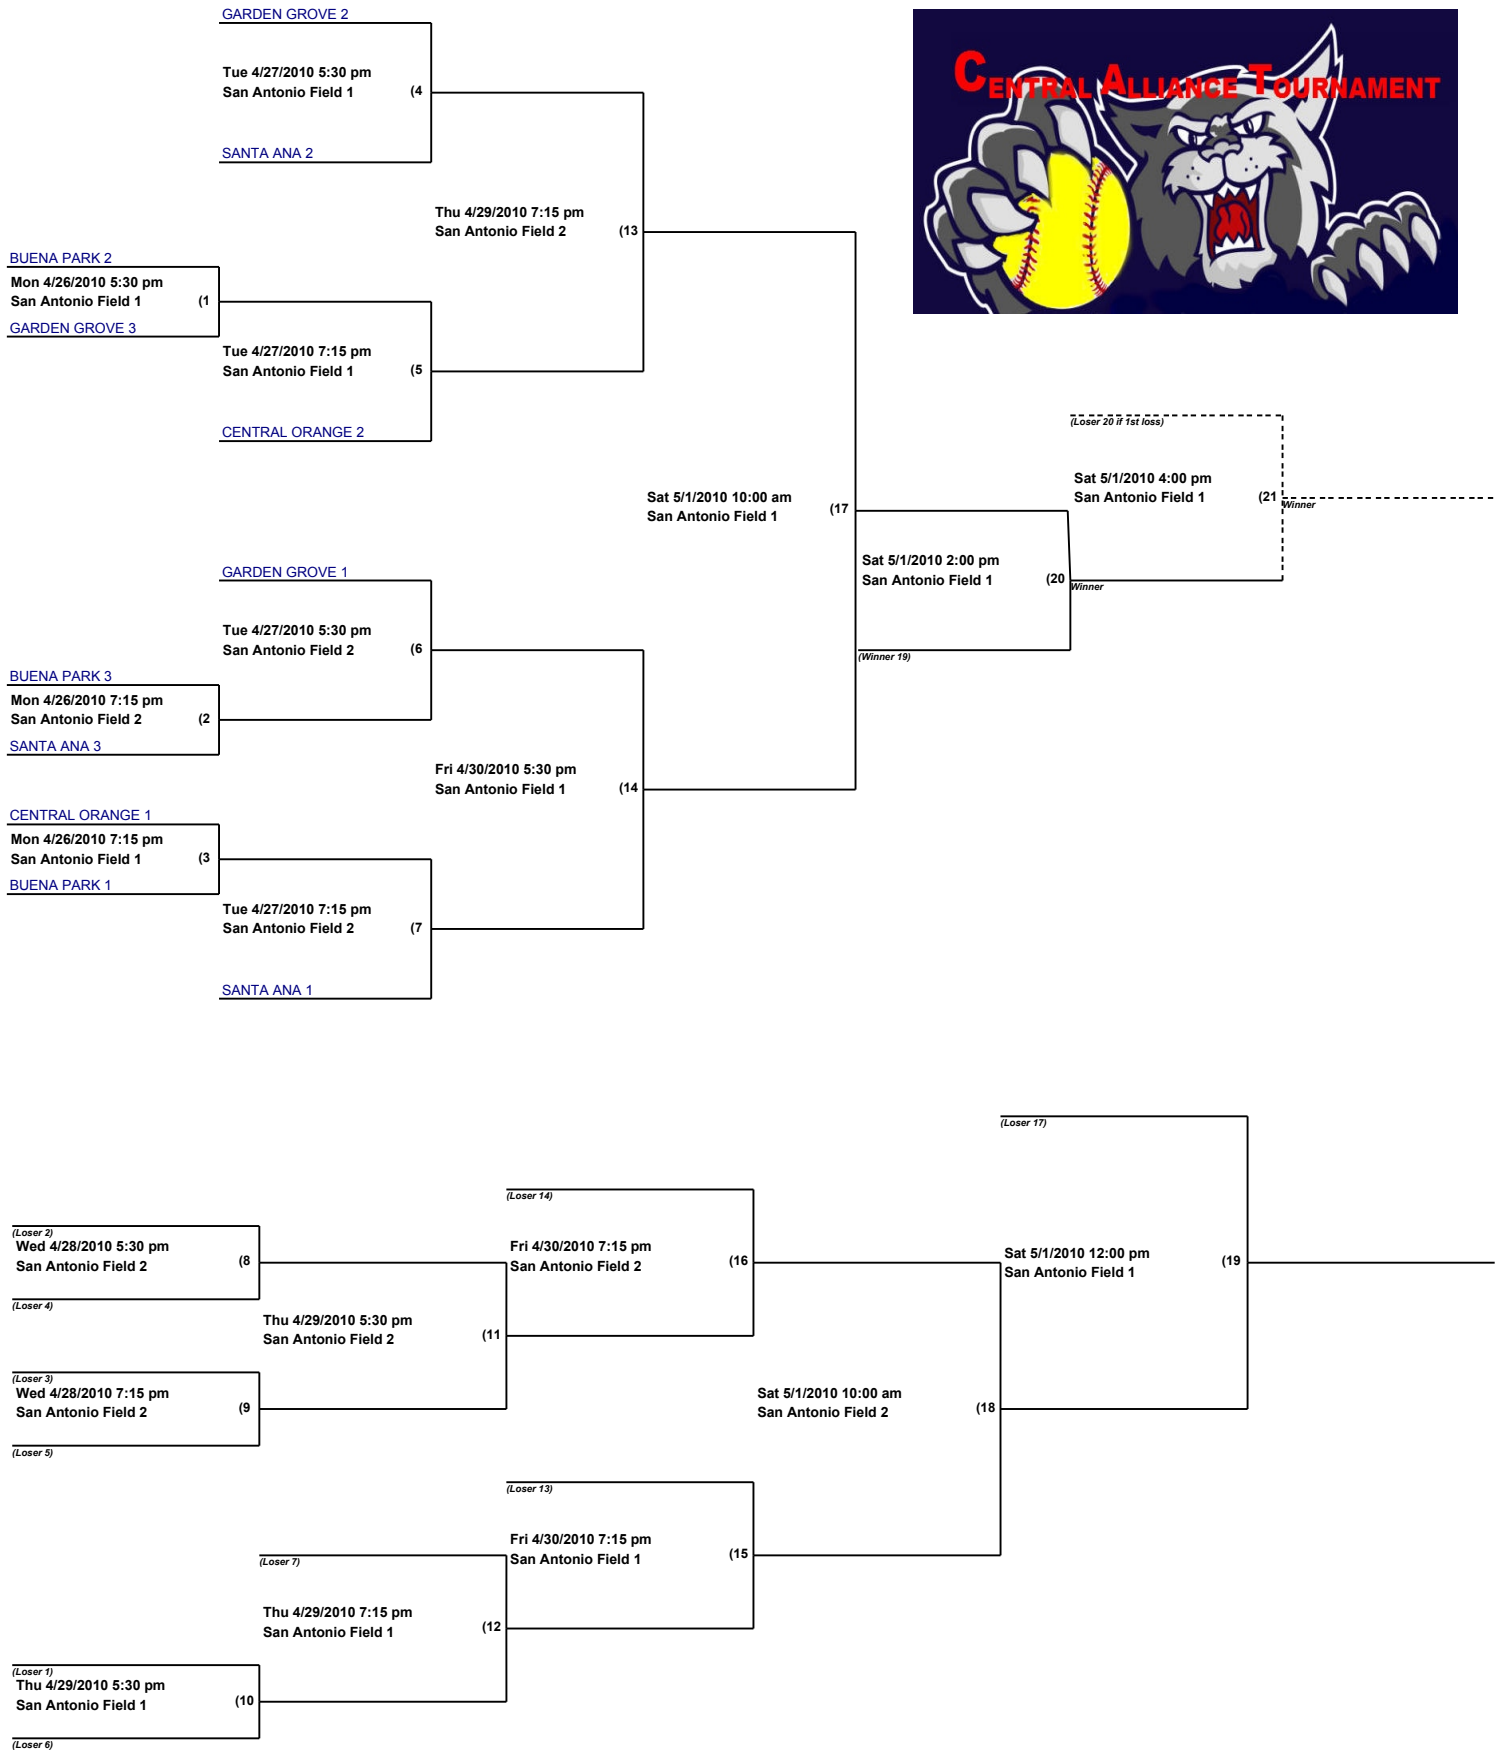 GARDEN GROVE 2
CENTRAL ALLIANCE TOURNAMENT
Tue 4/27/2010 5:30 pm
San Antonio Field 1 (4
SANTA ANA 2
Thu 4/29/2010 7:15 pm
San Antonio Field 2 (13
BUENA PARK 2
Mon 4/26/2010 5:30 pm
San Antonio Field 1 (1
GARDEN GROVE 3
Tue 4/27/2010 7:15 pm
San Antonio Field 1 (5
CENTRAL ORANGE 2
(Loser 20 if 1st loss)
Sat 5/1/2010 4:00 pm
San Antonio Field 1 (21
Winner
Sat 5/1/2010 10:00 am
San Antonio Field 1 (17
Sat 5/1/2010 2:00 pm
San Antonio Field 1 (20
Winner
GARDEN GROVE 1
Tue 4/27/2010 5:30 pm
San Antonio Field 2 (6
(Winner 19)
BUENA PARK 3
Mon 4/26/2010 7:15 pm
San Antonio Field 2 (2
SANTA ANA 3
Fri 4/30/2010 5:30 pm
San Antonio Field 1 (14
CENTRAL ORANGE 1
Mon 4/26/2010 7:15 pm
San Antonio Field 1 (3
BUENA PARK 1
Tue 4/27/2010 7:15 pm
San Antonio Field 2 (7
SANTA ANA 1
(Loser 17)
(Loser 14)
(Loser 2)
Wed 4/28/2010 5:30 pm
San Antonio Field 2 (8
(Loser 4)
Fri 4/30/2010 7:15 pm
San Antonio Field 2 (16
Sat 5/1/2010 12:00 pm
San Antonio Field 1 (19
Thu 4/29/2010 5:30 pm
San Antonio Field 2 (11
(Loser 3)
Wed 4/28/2010 7:15 pm
San Antonio Field 2 (9
(Loser 5)
Sat 5/1/2010 10:00 am
San Antonio Field 2 (18
(Loser 13)
Fri 4/30/2010 7:15 pm
San Antonio Field 1 (15
(Loser 7)
Thu 4/29/2010 7:15 pm
San Antonio Field 1 (12
(Loser 1)
Thu 4/29/2010 5:30 pm
San Antonio Field 1 (10
(Loser 6)